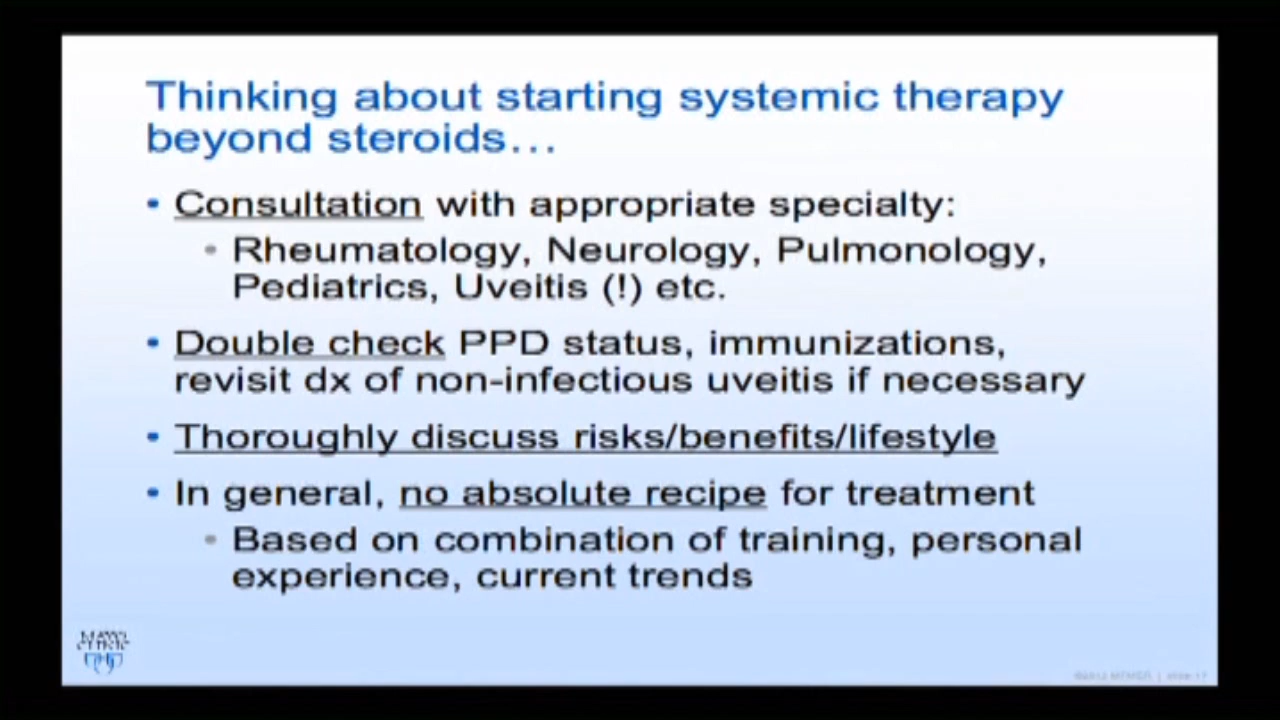 Thinking about starting systemic therapy
beyond steroids...
• Consultation with appropriate specialty:
• Rheumatology, Neurology, Pulmonology,
Pediatrics, Uveitis (!) etc.
• Double check PPD status, immunizations,
revisit dx of non-infectious uveitis if necessary
• Thoroughly discuss risks/benefits/lifestyle
• In general, no absolute recipe for treatment
• Based on combination of training, personal
experience, current trends
MAYO
CLINIC